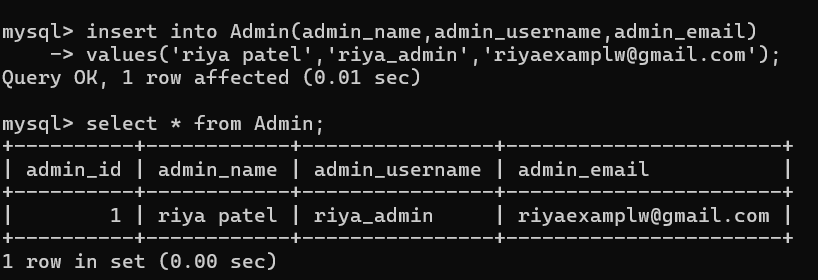 mysql> insert into Admin(admin_name,admin_username,admin_email)
    -> values('riya patel','riya_admin','riyaexamplw@gmail.com');
Query OK, 1 row affected (0.01 sec)
mysql> select * from Admin;
+----------+------------+----------------+-----------------------+
| admin_id | admin_name | admin_username | admin_email           |
+----------+------------+----------------+-----------------------+
|        1 | riya patel | riya_admin     | riyaexamplw@gmail.com |
+----------+------------+----------------+-----------------------+
1 row in set (0.00 sec)